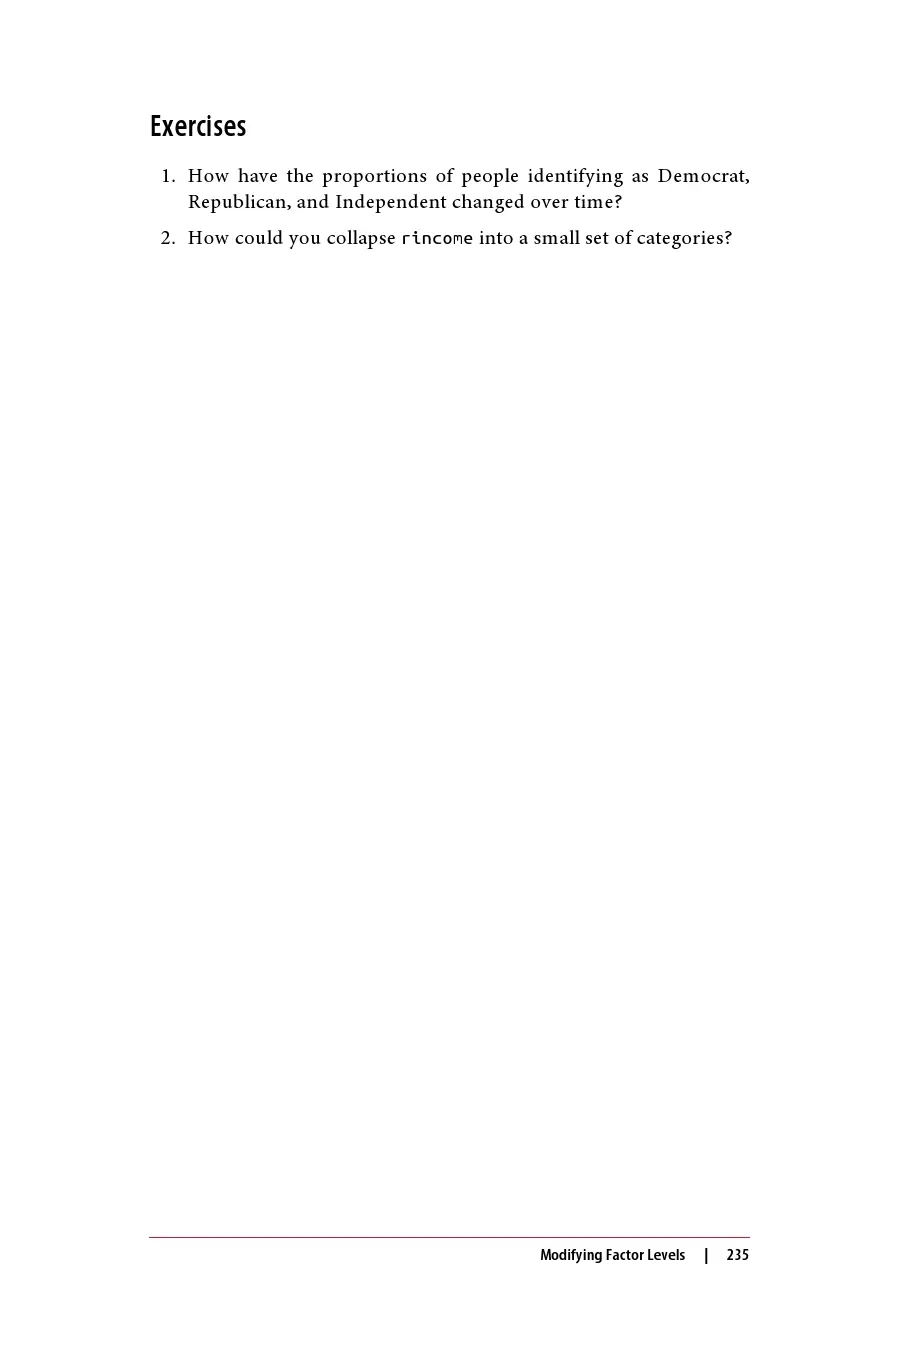 Exercises
1. How have the proportions of people identifying as Democrat,
Republican, and Independent changed over time?
2. How could you collapse rincome into a small set of categories?
Modifying Factor Levels | 235